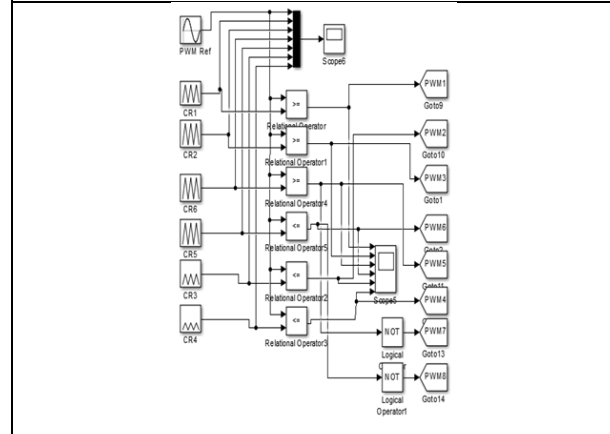 PWM Ref
Scope6
CR1
>=
Relational Operator
PWM1
Goto9
CR2
>=
Relational Operator1
PWM2
Goto10
CR6
>=
Relational Operator4
PWM3
Goto1
CR5
<=
Relational Operator5
PWM6
CR3
<=
Relational Operator2
Scope5
PWM5
CR4
<=
Relational Operator3
PWM4
NOT
Logical
PWM7
Goto13
NOT
Logical
Operator1
PWM8
Goto14